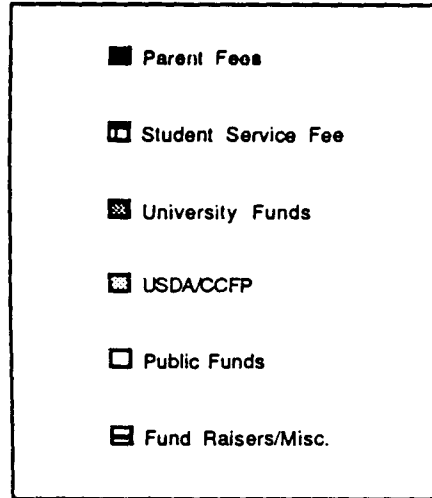 Parent Fees
Student Service Fee
University Funds
USDA/CCFP
Public Funds
Fund Raisers/Misc.